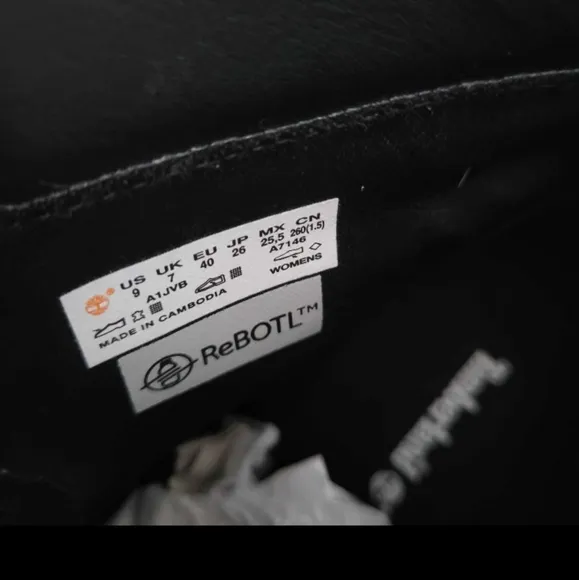 US UK EU JP MX CN
9 7 40 26 25,5 260(1.5)
A1JVB A7146
WOMENS
MADE IN CAMBODIA
ReBOTL™
Timberland